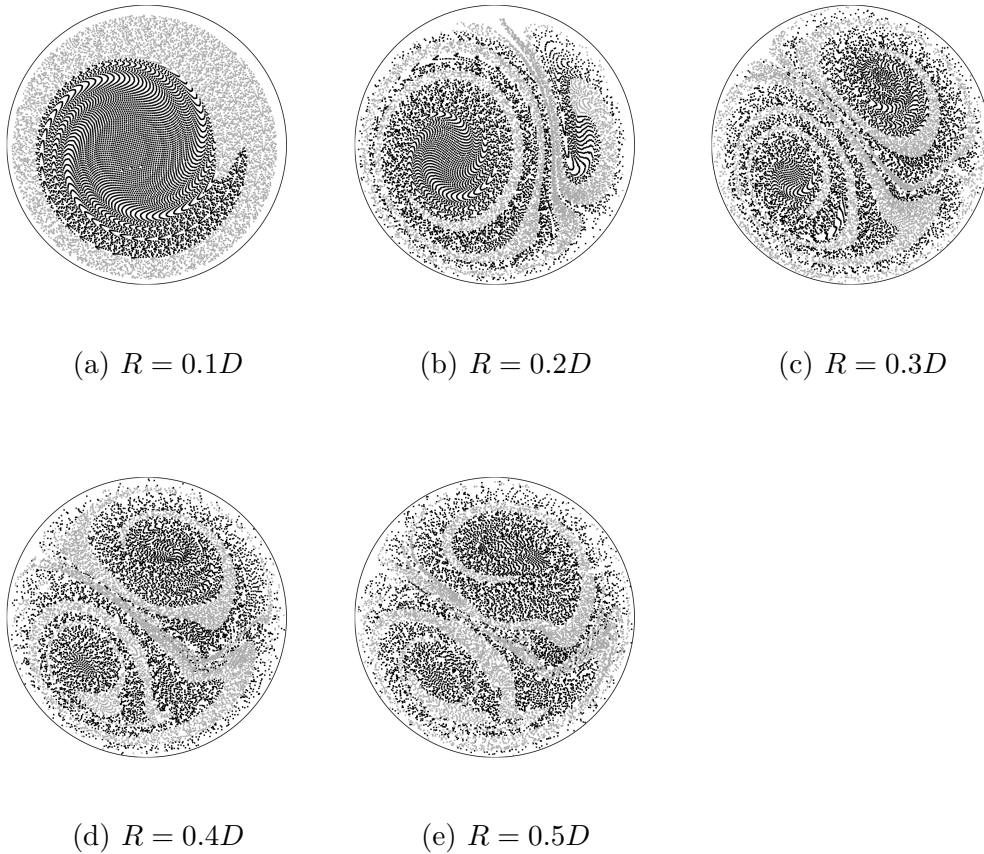 (a) R = 0.1D
(b) R = 0.2D
(c) R = 0.3D
(d) R = 0.4D
(e) R = 0.5D